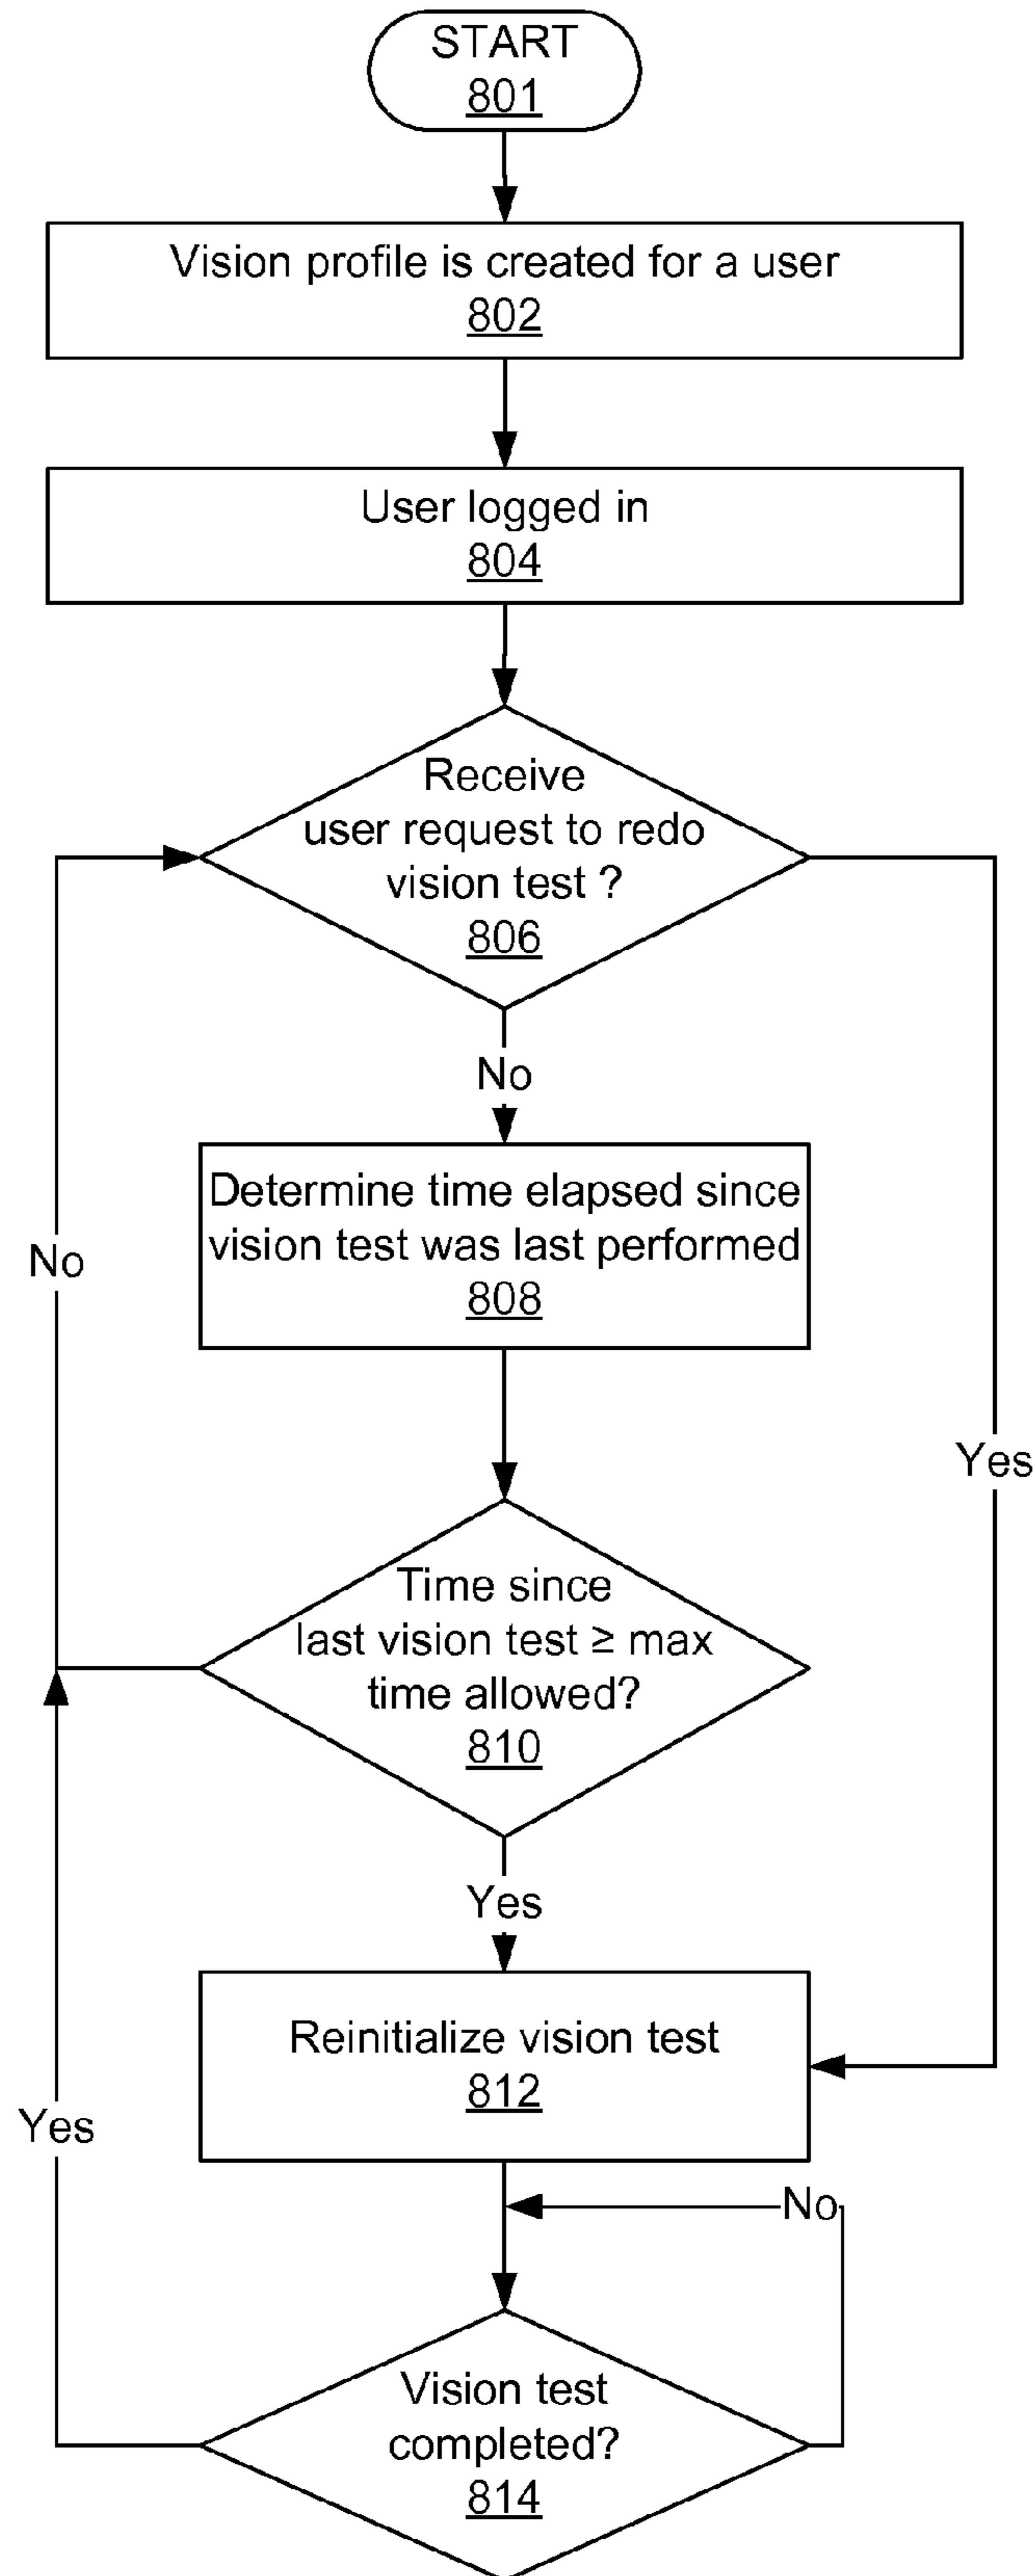 START
801
Vision profile is created for a user
802
User logged in
804
Receive
user request to redo
vision test ?
806
No
Determine time elapsed since
vision test was last performed
808
No
Yes
Time since
last vision test ≥ max
time allowed?
810
Yes
Reinitialize vision test
812
Yes
No
Vision test
completed?
814